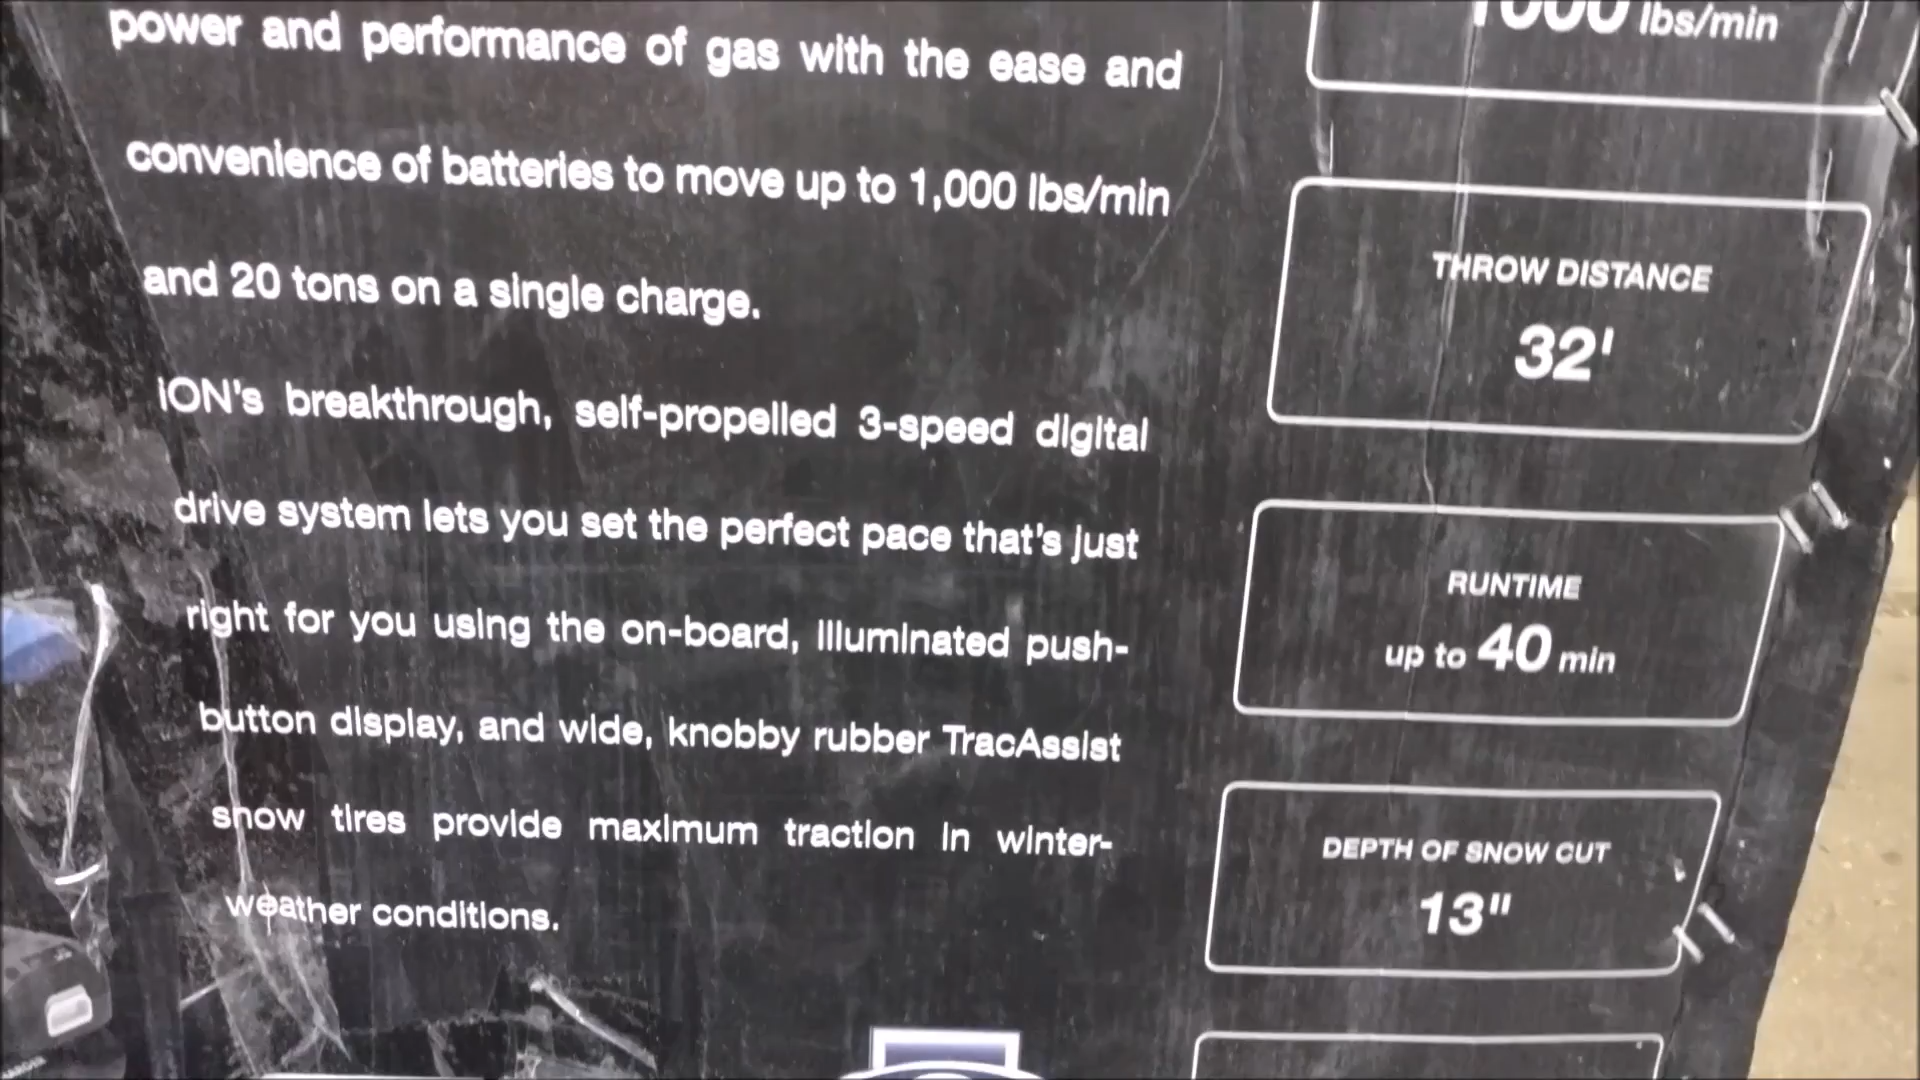 power and performance of gas with the ease and
convenience of batteries to move up to 1,000 lbs/min
and 20 tons on a single charge.
iON's breakthrough, self-propelled 3-speed digital
drive system lets you set the perfect pace that's just
right for you using the on-board, illuminated push-
button display, and wide, knobby rubber TracAssist
snow tires provide maximum traction in winter-
weather conditions.
1000 lbs/min
THROW DISTANCE
32'
RUNTIME
up to 40 min
DEPTH OF SNOW CUT
13"